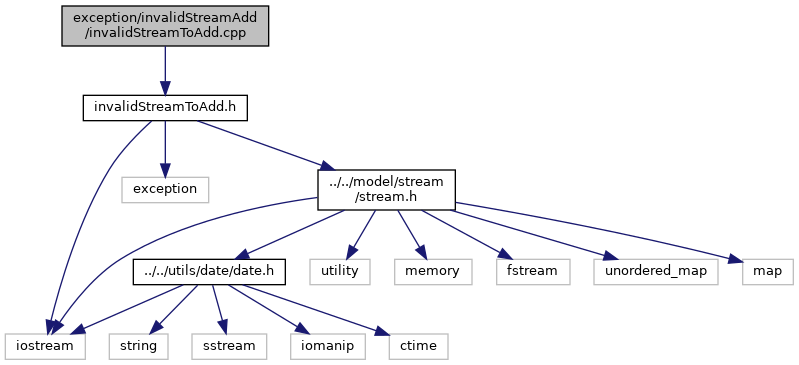 exception/invalidStreamAdd
/invalidStreamToAdd.cpp
invalidStreamToAdd.h
exception
../../model/stream
/stream.h
../../utils/date/date.h
utility
memory
fstream
unordered_map
map
iostream
string
sstream
iomanip
ctime